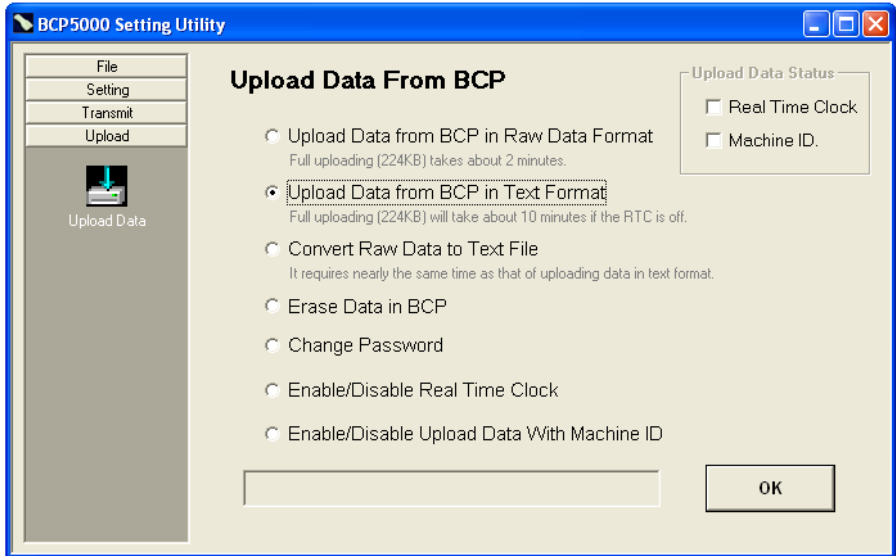 BCP5000 Setting Utility
File
Setting
Transmit
Upload
Upload Data
Upload Data From BCP
Upload Data Status
Real Time Clock
Machine ID.
Upload Data from BCP in Raw Data Format
Full uploading (224KB) takes about 2 minutes.
Upload Data from BCP in Text Format
Full uploading (224KB) will take about 10 minutes if the RTC is off.
Convert Raw Data to Text File
It requires nearly the same time as that of uploading data in text format.
Erase Data in BCP
Change Password
Enable/Disable Real Time Clock
Enable/Disable Upload Data With Machine ID
OK